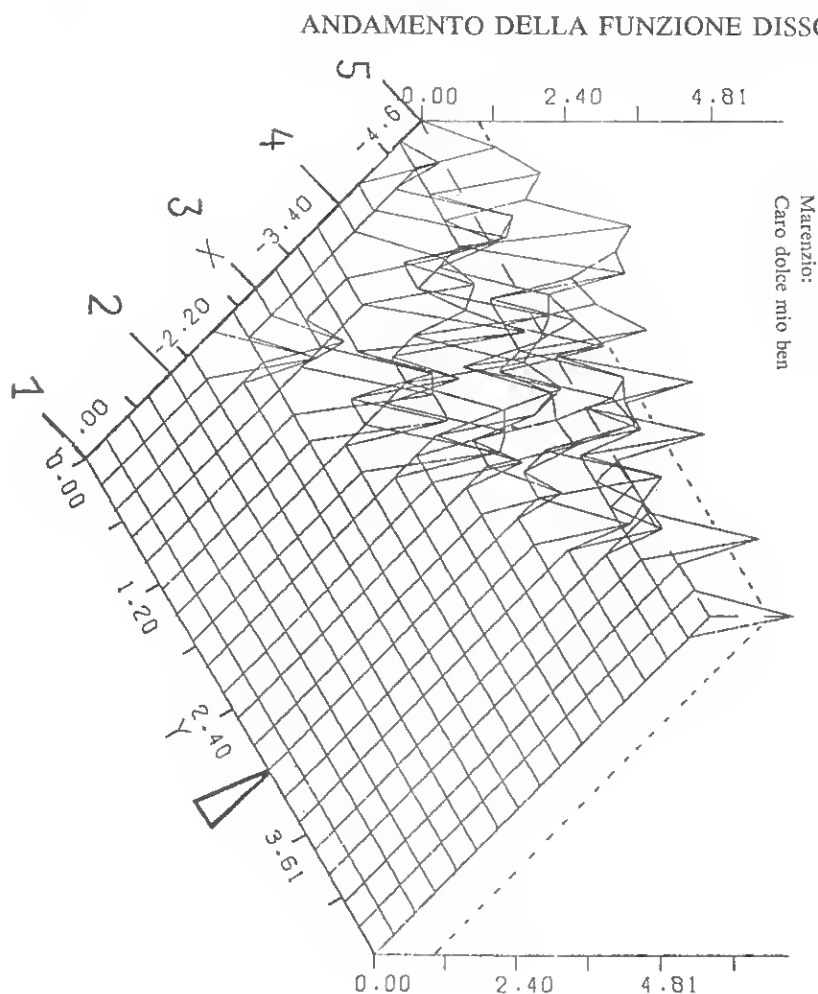 ANDAMENTO DELLA FUNZIONE DISSO
5
0.00 2.40 4.81
-4.6
4
-3.40
3
X
2
-2.20
1
.00
0.00
1.20
2.40
Y
3.61
Marenzio:
Caro dolce mio ben
0.00 2.40 4.81